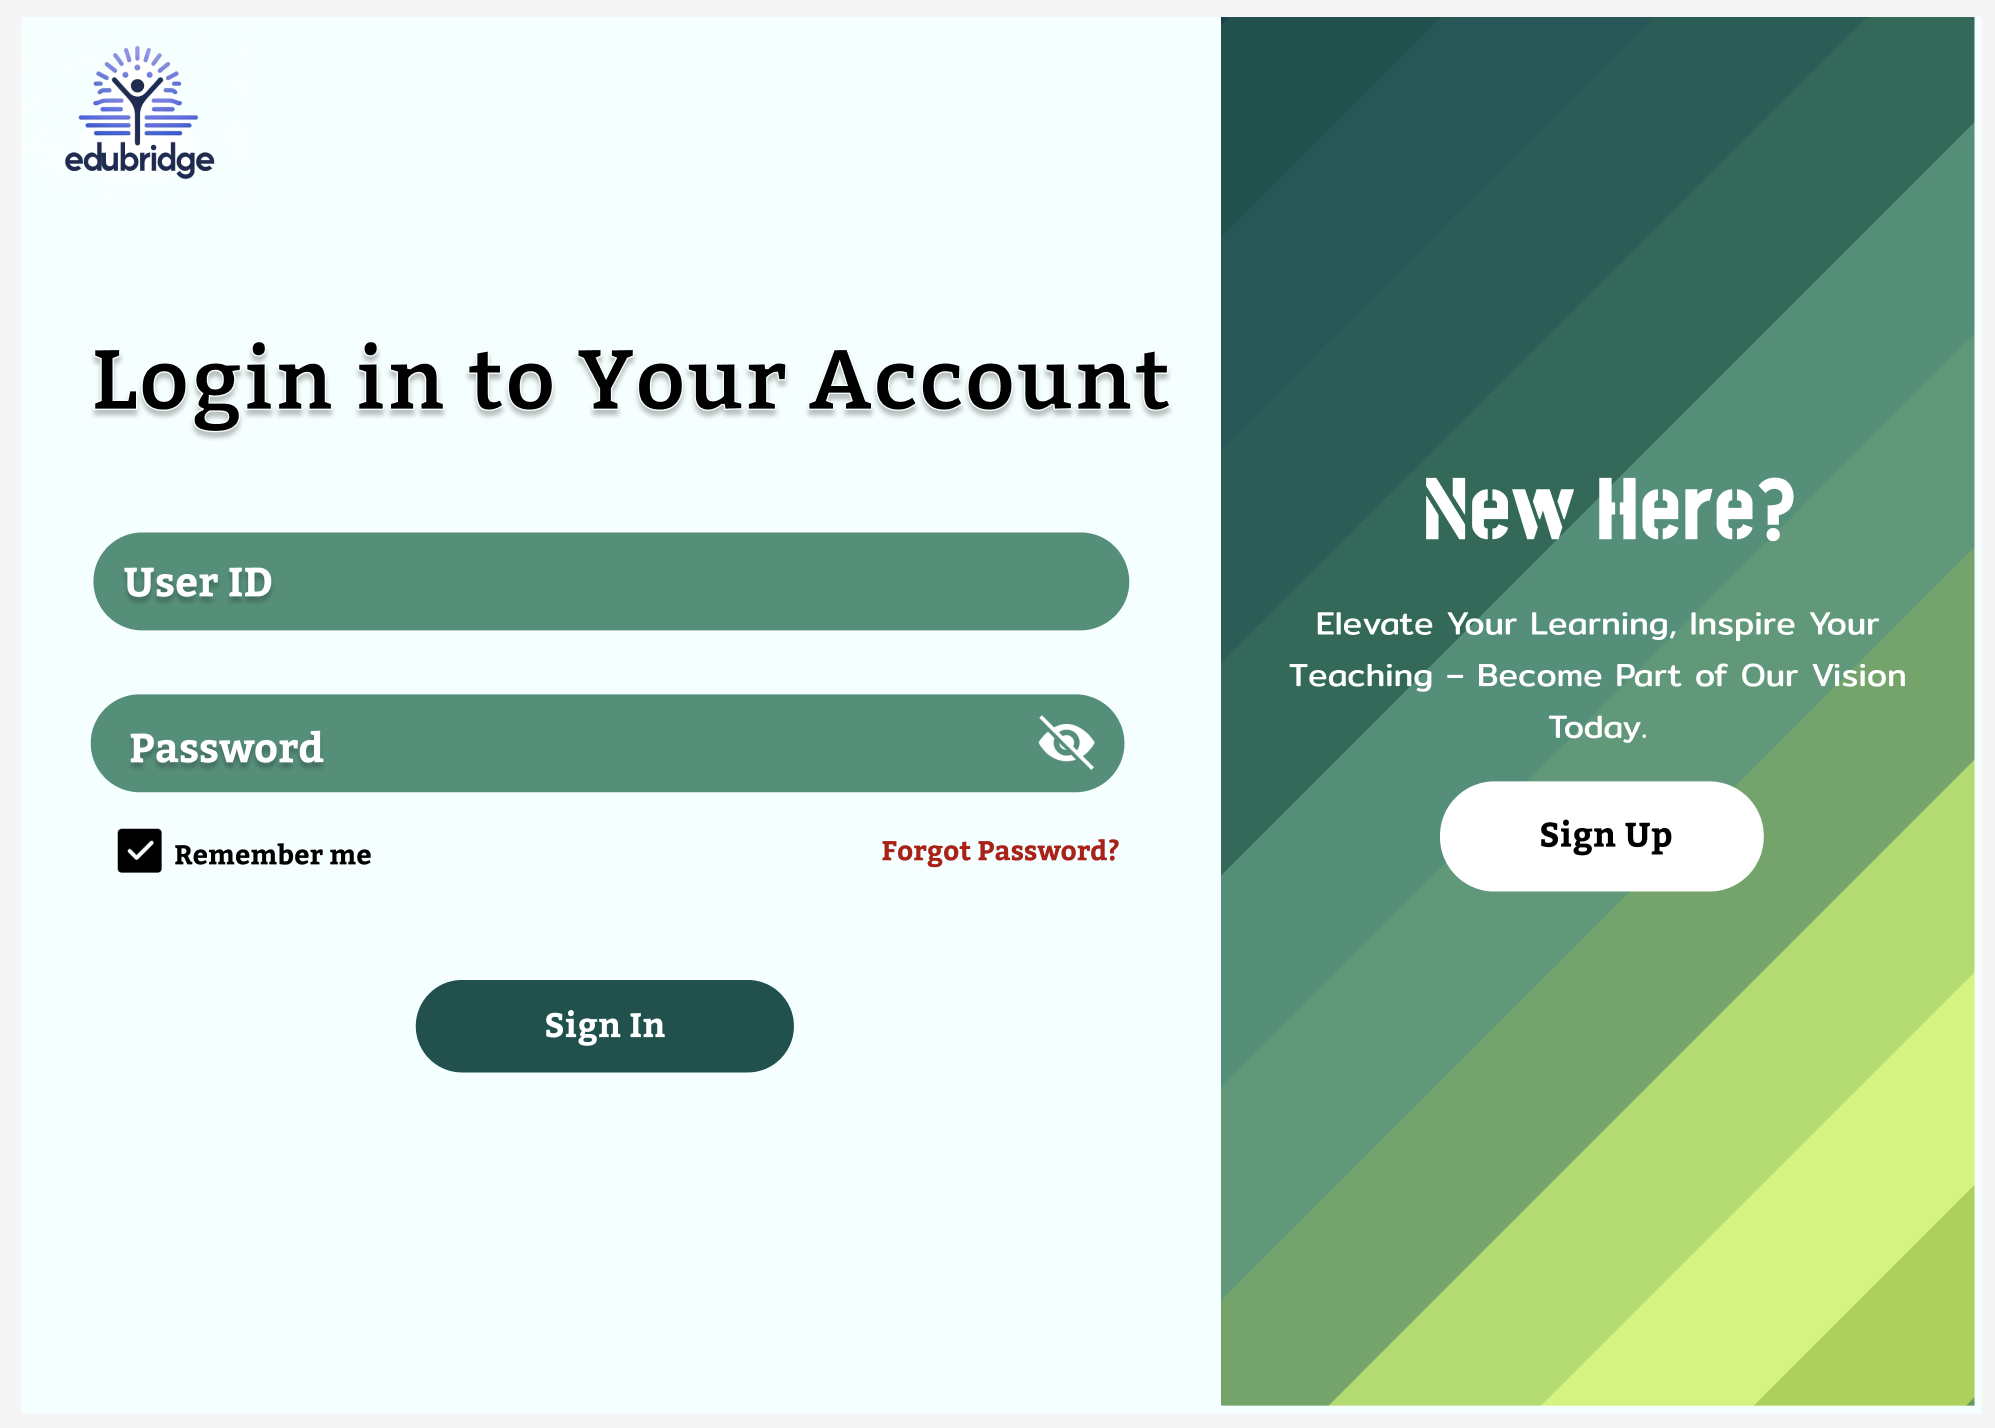 edubridge
Login in to Your Account
User ID
Password
Remember me
Forgot Password?
Sign In
New Here?
Elevate Your Learning, Inspire Your
Teaching – Become Part of Our Vision
Today.
Sign Up